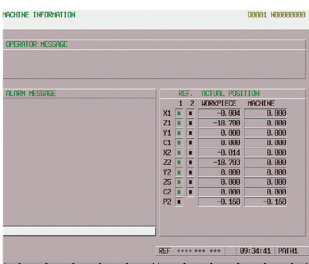 MACHINE INFORMATION O0001 N00000000
OPERATOR MESSAGE
ALARM MESSAGE
REF. ACTUAL POSITION
1 2 WORKPIECE MACHINE
X1 -0.004 0.000
Z1 -18.700 0.000
Y1 0.000 0.000
C1 0.000 0.000
X2 -0.014 0.000
Z2 -18.703 0.000
Y2 0.000 0.000
ZS 0.000 0.000
C2 0.000 0.000
P2 -0.160 -0.160
REF **** *** *** 09:34:41 PATH1